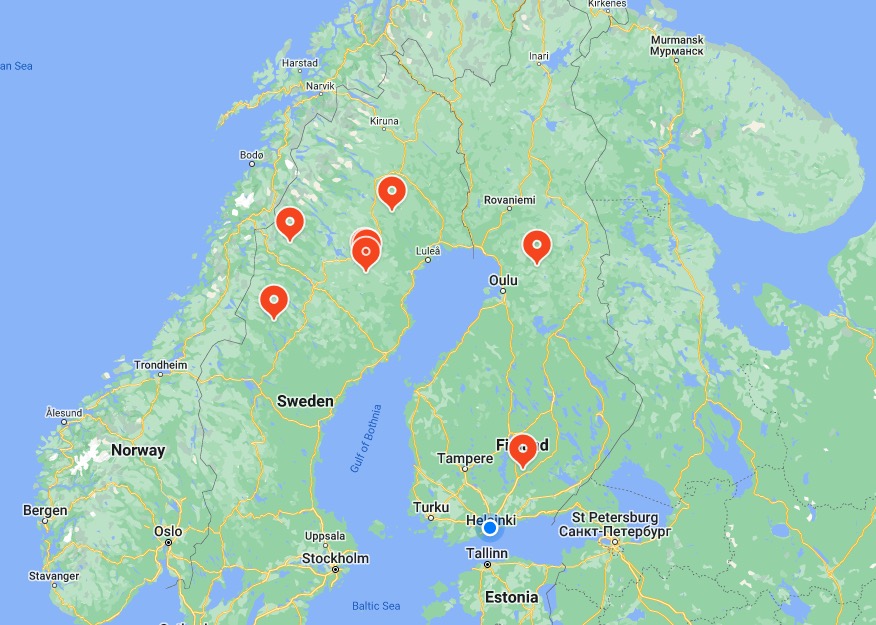 Kirkenes
Murmansk
Мурманск
an Sea
Harstad
Inari
Narvik
Kiruna
Bodø
Rovaniemi
Luleå
Oulu
Trondheim
Sweden
Ålesund
Norway
Gulf of Bothnia
Tampere
Bergen
Turku
Helsinki
St Petersburg
Санкт-Петербург
Oslo
Uppsala
Stockholm
Tallinn
Stavanger
Baltic Sea
Estonia